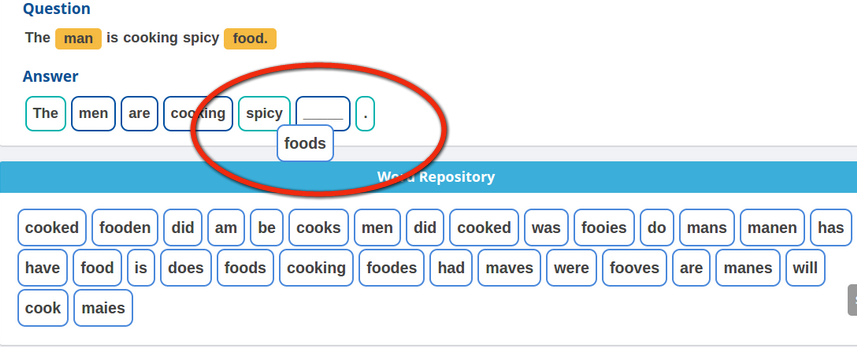 Question
The man is cooking spicy food.
Answer
The men are cooking spicy _____ .
foods
Word Repository
cooked fooden did am be cooks men did cooked was fooies do mans manen has
have food is does foods cooking foodes had maves were fooves are manes will
cook maies